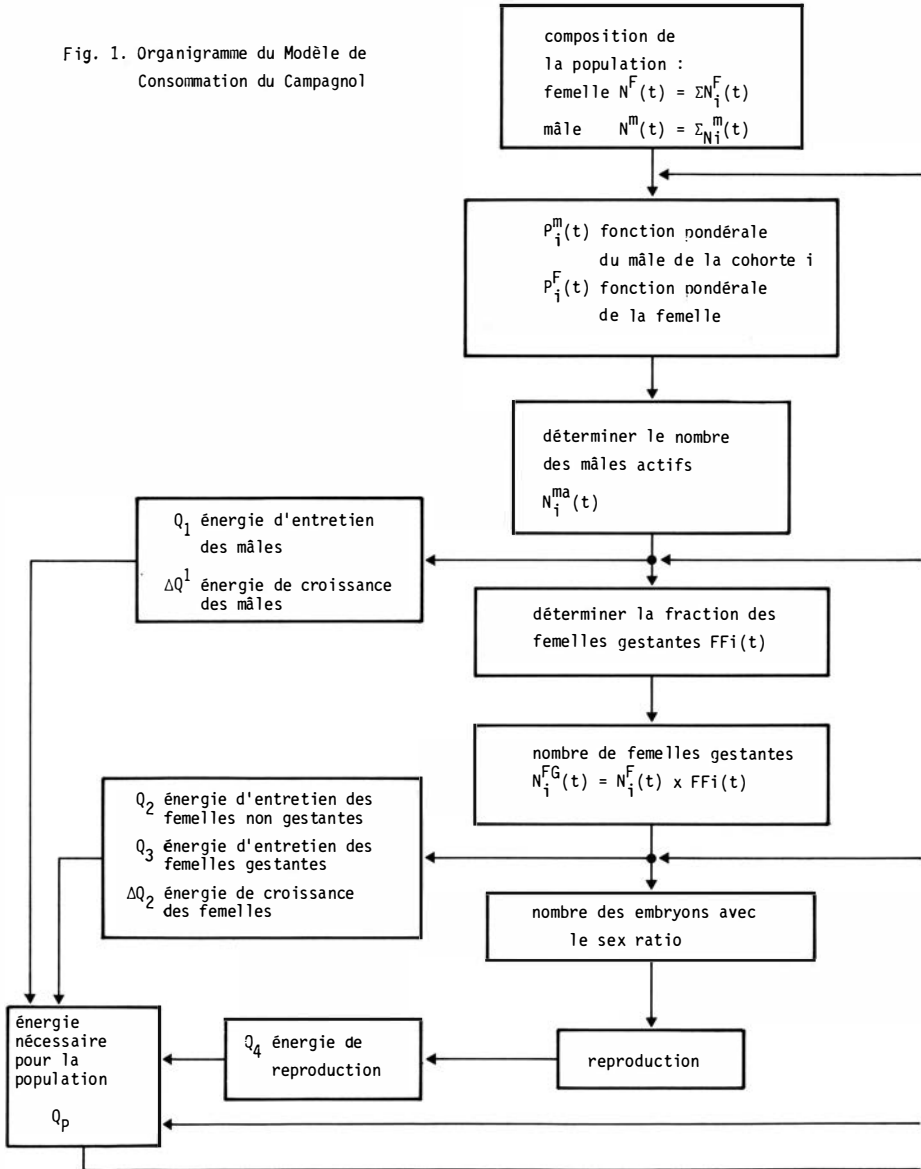 Fig. 1. Organigramme du Modèle de
Consommation du Campagnol
composition de
la population :
femelle N^F(t) = ΣN_i^F(t)
mâle N^m(t) = Σ_{Ni}^m(t)
P_i^m(t) fonction pondérale
du mâle de la cohorte i
P_i^F(t) fonction pondérale
de la femelle
déterminer le nombre
des mâles actifs
N_i^{ma}(t)
Q_1 énergie d'entretien
des mâles
ΔQ^1 énergie de croissance
des mâles
déterminer la fraction des
femelles gestantes FFi(t)
nombre de femelles gestantes
N_i^{FG}(t) = N_i^F(t) x FFi(t)
Q_2 énergie d'entretien des
femelles non gestantes
Q_3 énergie d'entretien des
femelles gestantes
ΔQ_2 énergie de croissance
des femelles
nombre des embryons avec
le sex ratio
énergie
nécessaire
pour la
population
Q_P
Q_4 énergie de
reproduction
reproduction